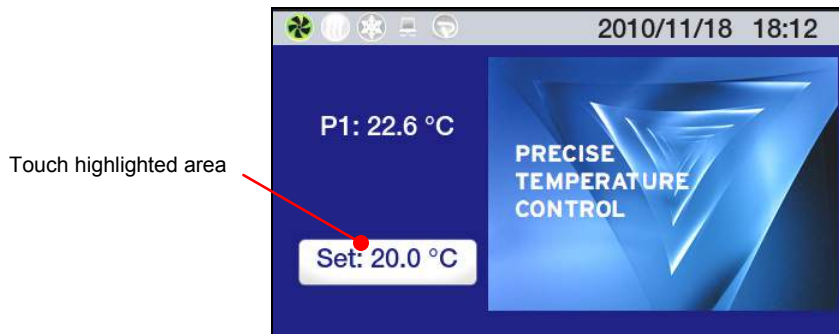 2010/11/18 18:12
P1: 22.6 °C
PRECISE
TEMPERATURE
CONTROL
Touch highlighted area
Set: 20.0 °C